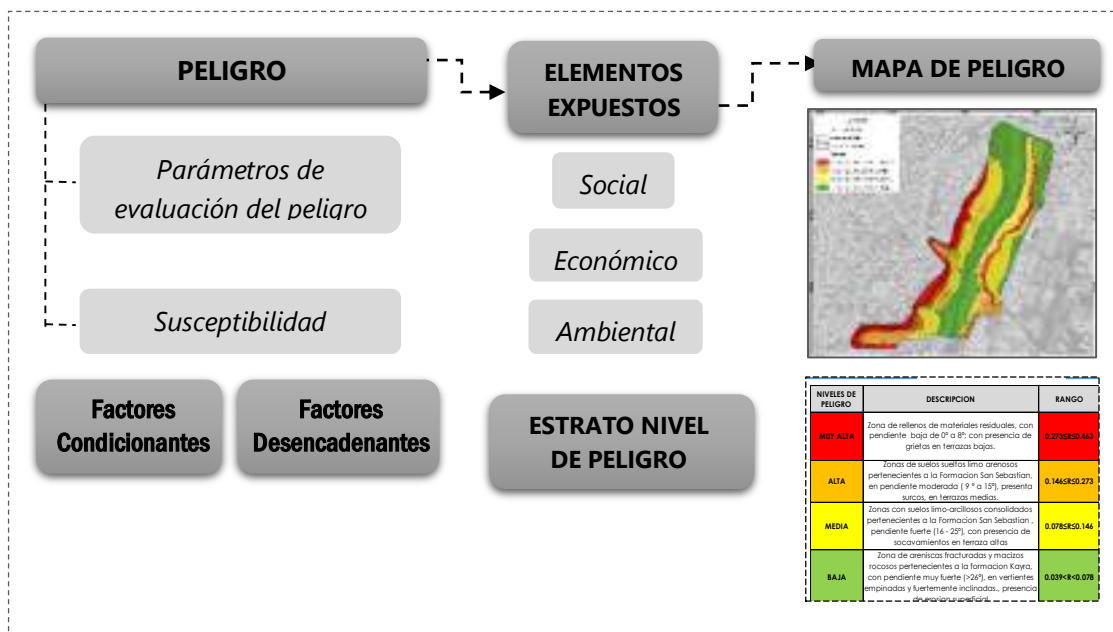 PELIGRO
Parámetros de
evaluación del peligro
Susceptibilidad
Factores
Condicionantes
Factores
Desencadenantes
ELEMENTOS
EXPUESTOS
Social
Económico
Ambiental
ESTRATO NIVEL
DE PELIGRO
MAPA DE PELIGRO
NIVELES DE
PELIGRO
DESCRIPCION
RANGO
MUY ALTA
Zona de rellenos de materiales residuales, con
pendiente baja de 0° a 8°; con presencia de
grietas en terrazas bajas.
0.273≤R≤0.463
ALTA
Zonas de suelos sueltos limo arenosos
pertenecientes a la Formacion San Sebastian,
en pendiente moderada ( 9 ° a 15°), presenta
surcos, en terrazas medias.
0.146≤R≤0.273
MEDIA
Zonas con suelos limo-arcillosos consolidados
pertenecientes a la Formacion San Sebastian ,
pendiente fuerte (16 - 25°), con presencia de
socavamientos en terraza altas
0.078≤R≤0.146
BAJA
Zona de areniscas fracturadas y macizos
rocosos pertenecientes a la formacion Kayra,
con pendiente muy fuerte (>26°), en vertientes
empinadas y fuertemente inclinadas., presencia
de erosion superficial
0.039<R<0.078